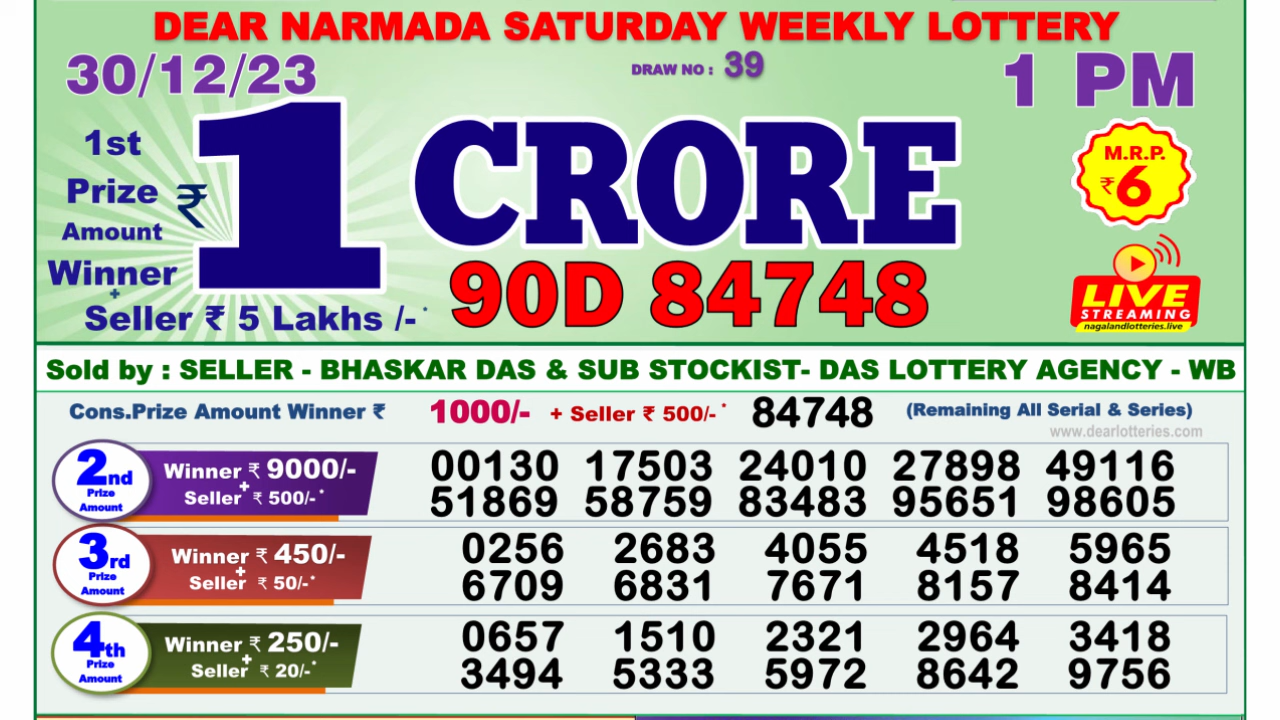 DEAR NARMADA SATURDAY WEEKLY LOTTERY
30/12/23
DRAW NO : 39
1 PM
1st
Prize
Amount
₹ 1 CRORE
M.R.P.
₹6
Winner
+
Seller ₹ 5 Lakhs /-*
90D 84748
LIVE
STREAMING
nagalandlotteries.live
Sold by : SELLER - BHASKAR DAS & SUB STOCKIST- DAS LOTTERY AGENCY - WB
Cons.Prize Amount Winner ₹ 1000/- + Seller ₹ 500/-* 84748 (Remaining All Serial & Series)
www.dearlotteries.com
2nd
Prize
Amount
Winner ₹ 9000/-
+
Seller ₹ 500/-*
00130 17503 24010 27898 49116
51869 58759 83483 95651 98605
3rd
Prize
Amount
Winner ₹ 450/-
+
Seller ₹ 50/-*
0256 2683 4055 4518 5965
6709 6831 7671 8157 8414
4th
Prize
Amount
Winner ₹ 250/-
+
Seller ₹ 20/-*
0657 1510 2321 2964 3418
3494 5333 5972 8642 9756